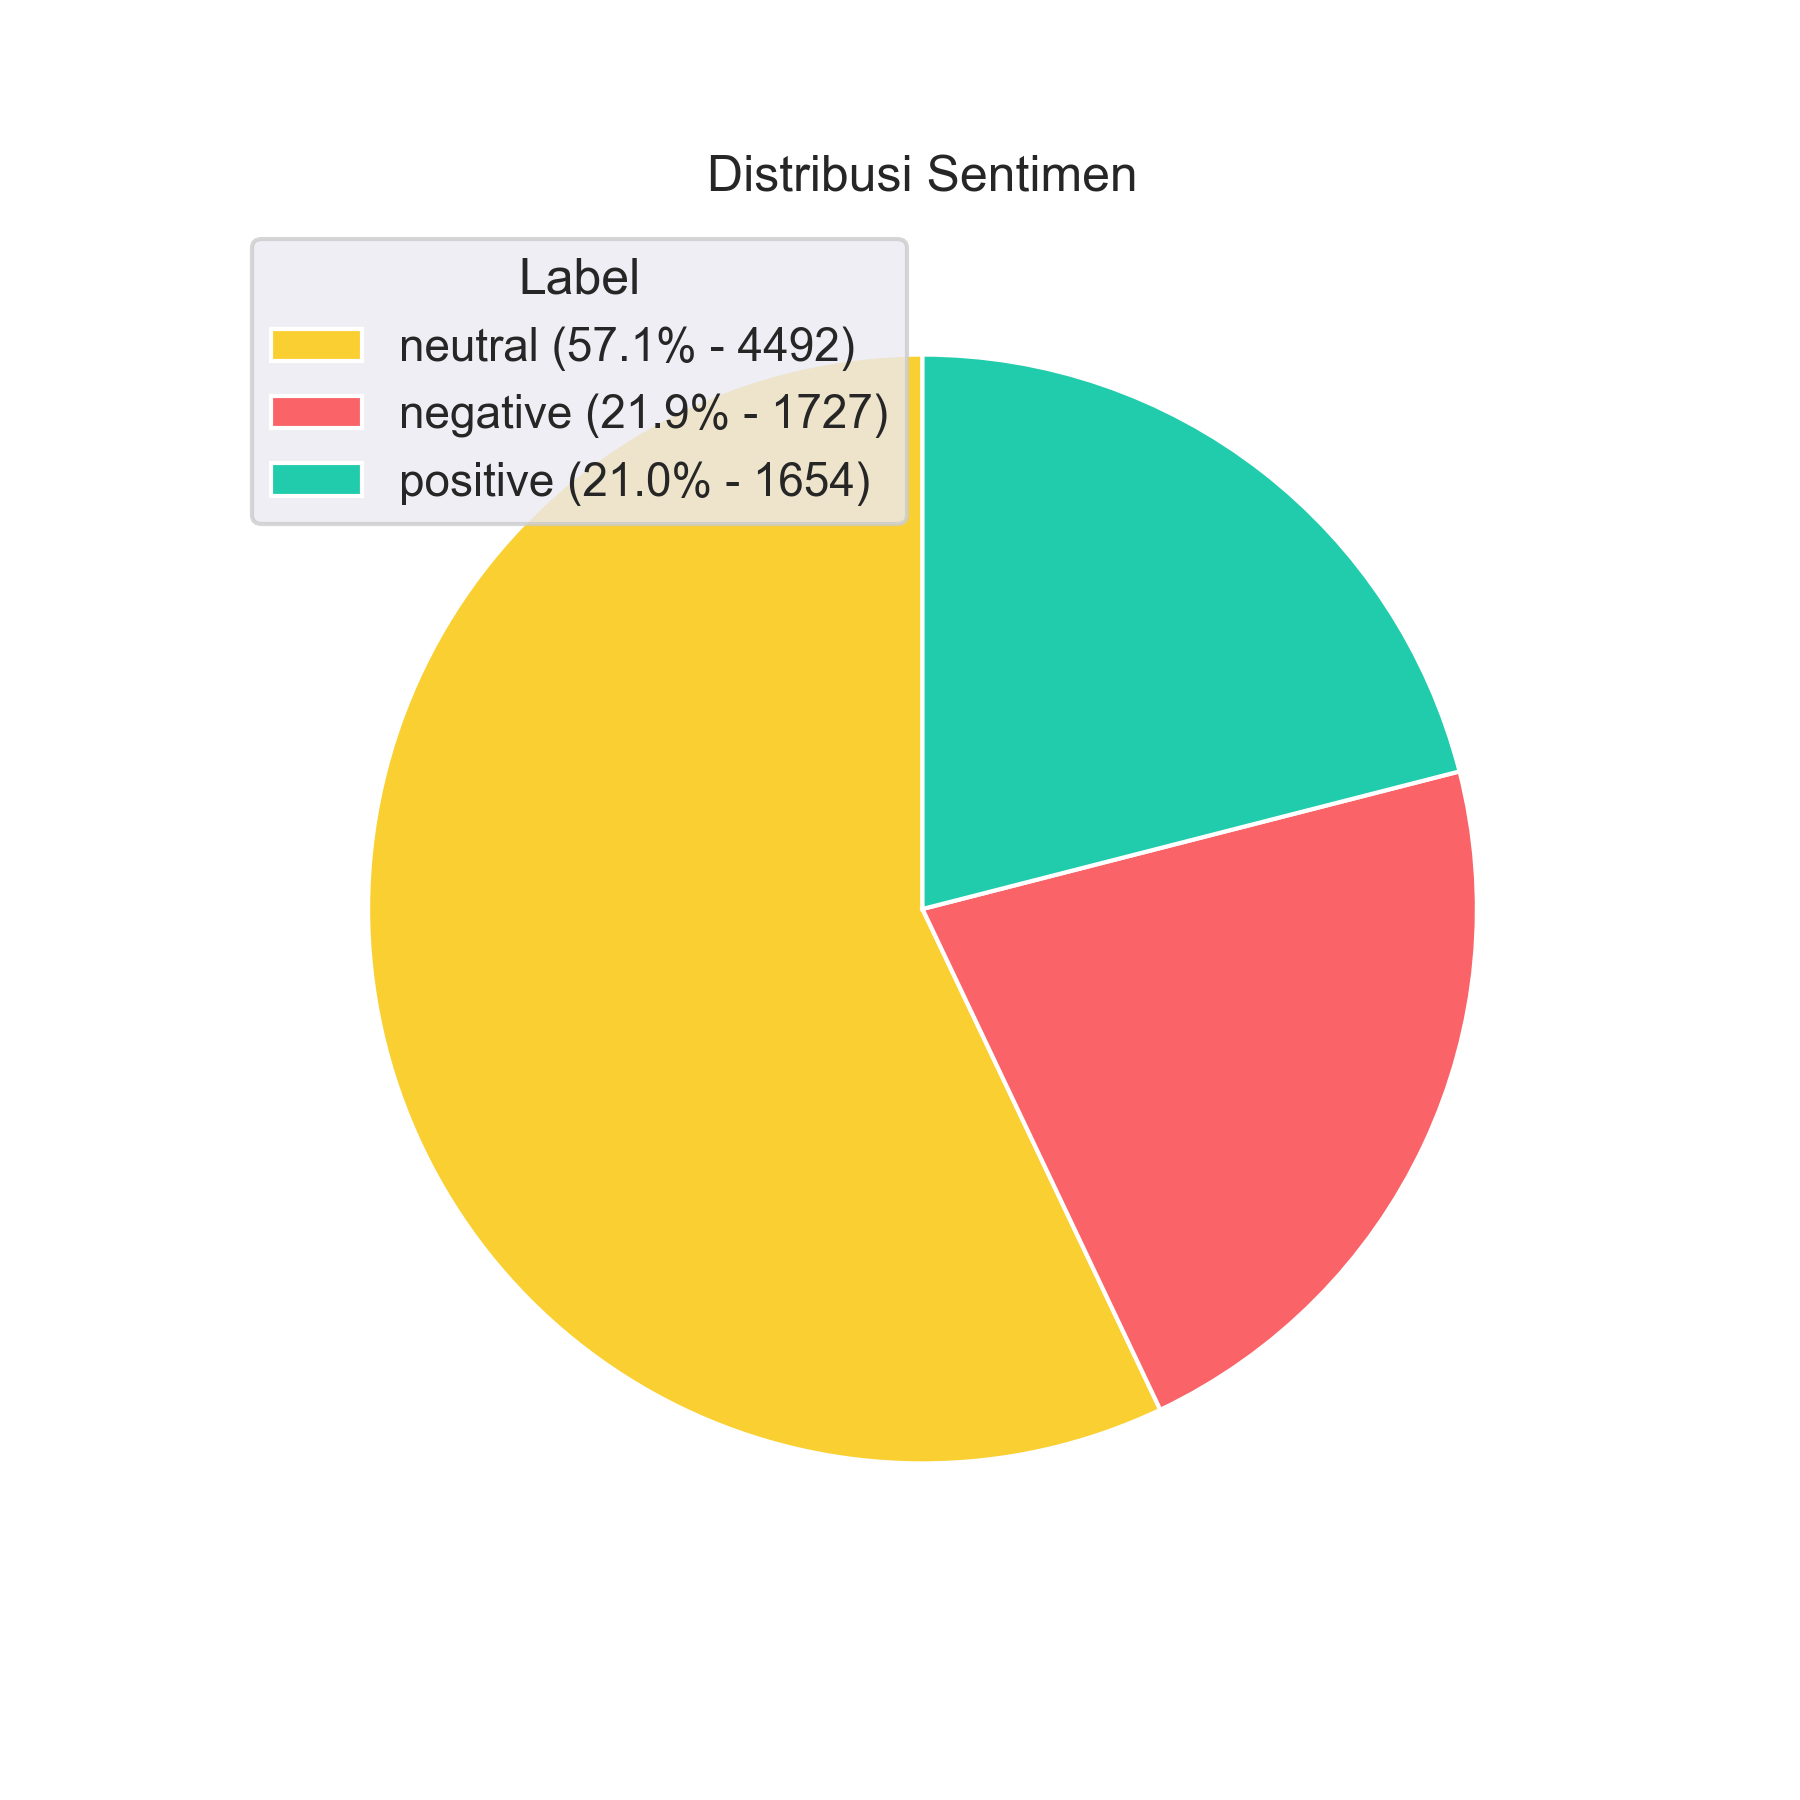 Distribusi Sentimen
Label
neutral (57.1% - 4492)
negative (21.9% - 1727)
positive (21.0% - 1654)